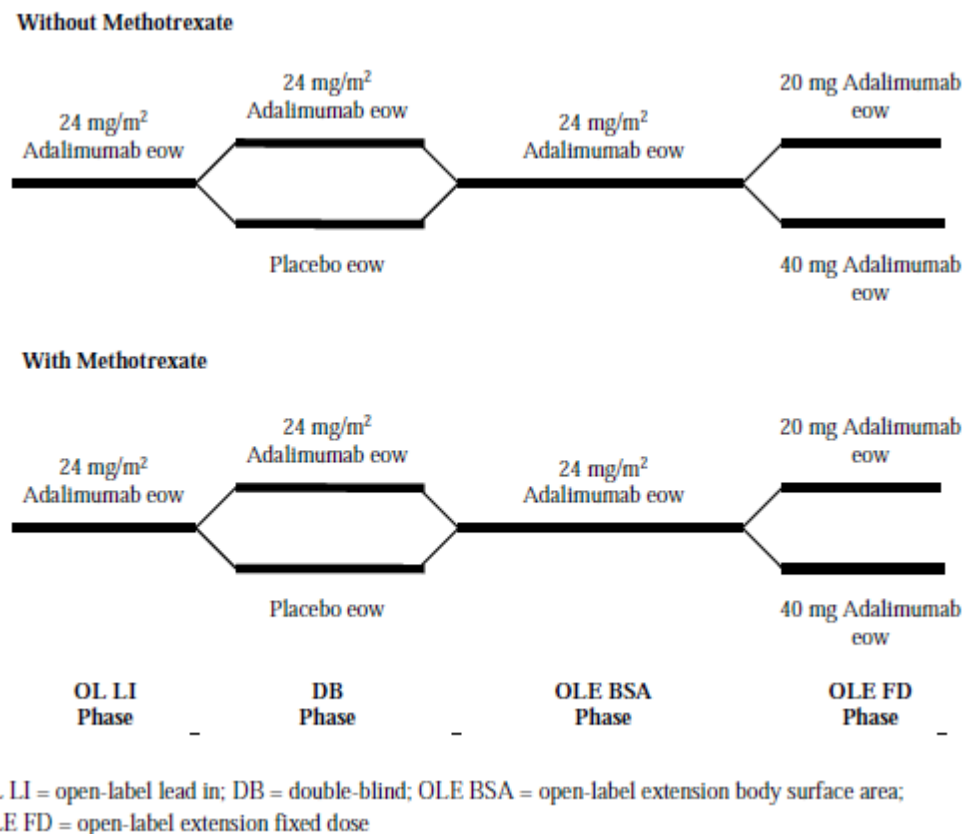 Without Methotrexate
24 mg/m²
Adalimumab eow
24 mg/m²
Adalimumab eow
Placebo eow
24 mg/m²
Adalimumab eow
20 mg Adalimumab
eow
40 mg Adalimumab
eow
With Methotrexate
24 mg/m²
Adalimumab eow
24 mg/m²
Adalimumab eow
Placebo eow
24 mg/m²
Adalimumab eow
20 mg Adalimumab
eow
40 mg Adalimumab
eow
OL LI
Phase
DB
Phase
OLE BSA
Phase
OLE FD
Phase
L LI = open-label lead in; DB = double-blind; OLE BSA = open-label extension body surface area;
LE FD = open-label extension fixed dose